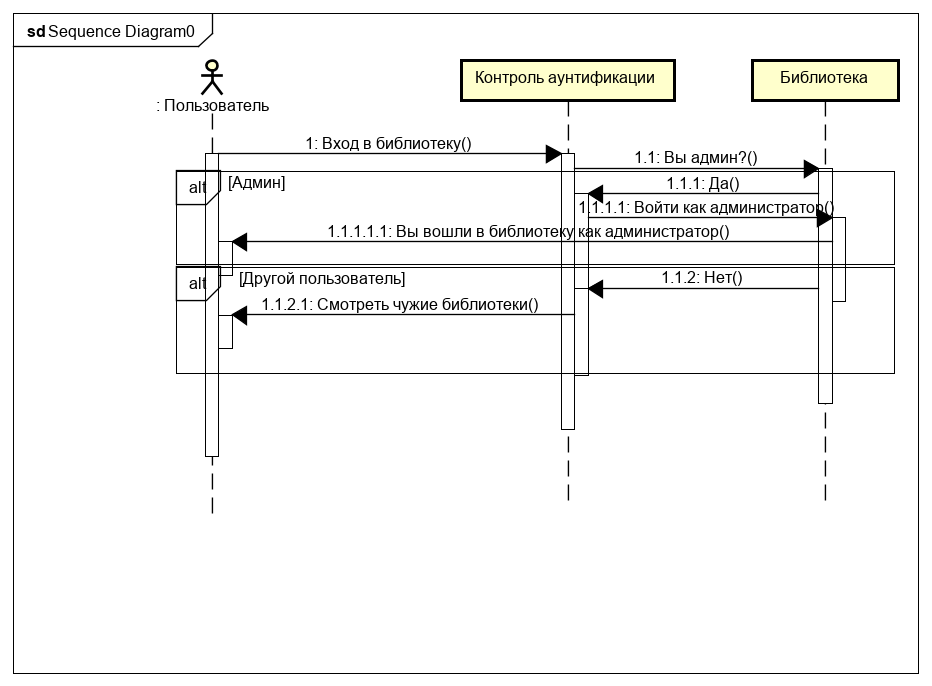 sd Sequence Diagram0
: Пользователь
Контроль аунтификации
Библиотека
1: Вход в библиотеку()
1.1: Вы админ?()
alt
[Админ]
1.1.1: Да()
1.1.1.1: Войти как администратор()
1.1.1.1.1: Вы вошли в библиотеку как администратор()
alt
[Другой пользователь]
1.1.2: Нет()
1.1.2.1: Смотреть чужие библиотеки()